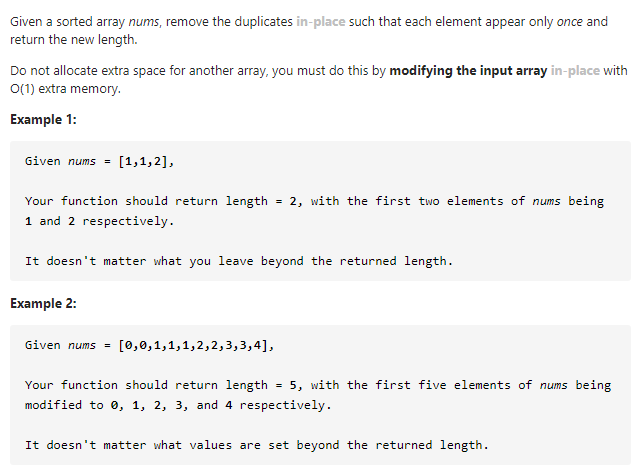 Given a sorted array nums, remove the duplicates in-place such that each element appear only once and
return the new length.
Do not allocate extra space for another array, you must do this by modifying the input array in-place with
O(1) extra memory.
Example 1:
Given nums = [1,1,2],
Your function should return length = 2, with the first two elements of nums being
1 and 2 respectively.
It doesn't matter what you leave beyond the returned length.
Example 2:
Given nums = [0,0,1,1,1,2,2,3,3,4],
Your function should return length = 5, with the first five elements of nums being
modified to 0, 1, 2, 3, and 4 respectively.
It doesn't matter what values are set beyond the returned length.